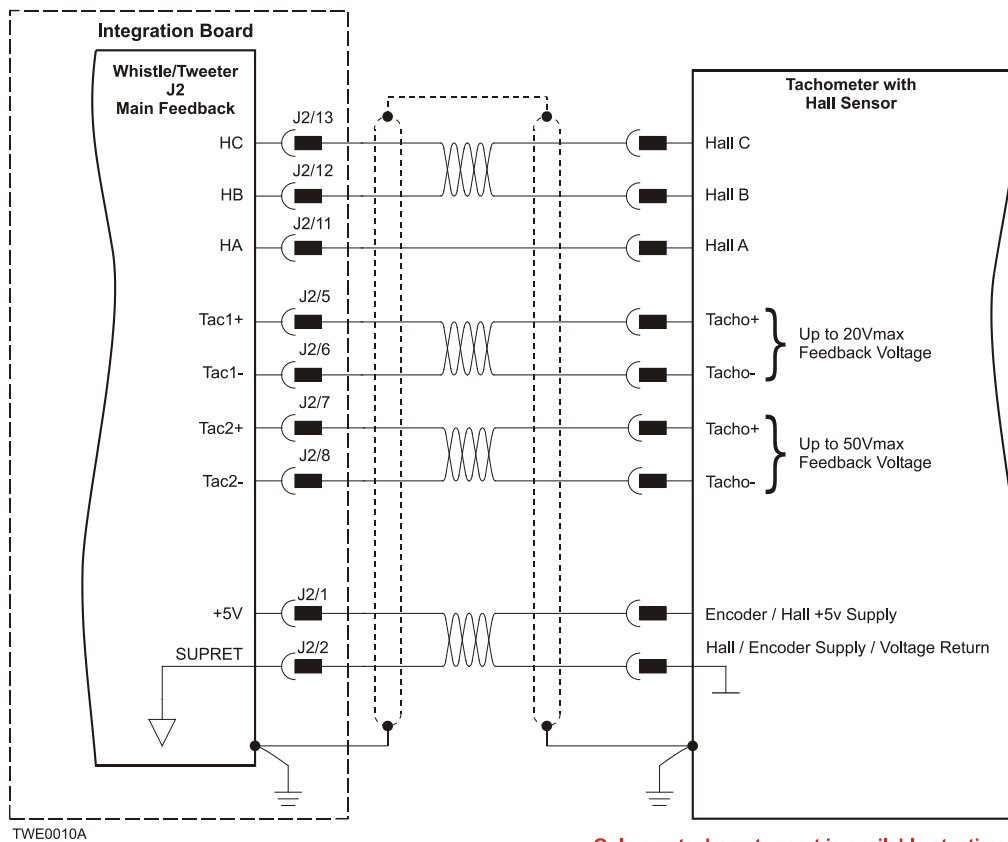 Integration Board
Whistle/Tweeter
J2
Main Feedback
Tachometer with
Hall Sensor
HC J2/13 Hall C
HB J2/12 Hall B
HA J2/11 Hall A
Tac1+ J2/5 Tacho+
Tac1- J2/6 Tacho-
Up to 20Vmax
Feedback Voltage
Tac2+ J2/7 Tacho+
Tac2- J2/8 Tacho-
Up to 50Vmax
Feedback Voltage
+5V J2/1 Encoder / Hall +5v Supply
SUPRET J2/2 Hall / Encoder Supply / Voltage Return
TWE0010A